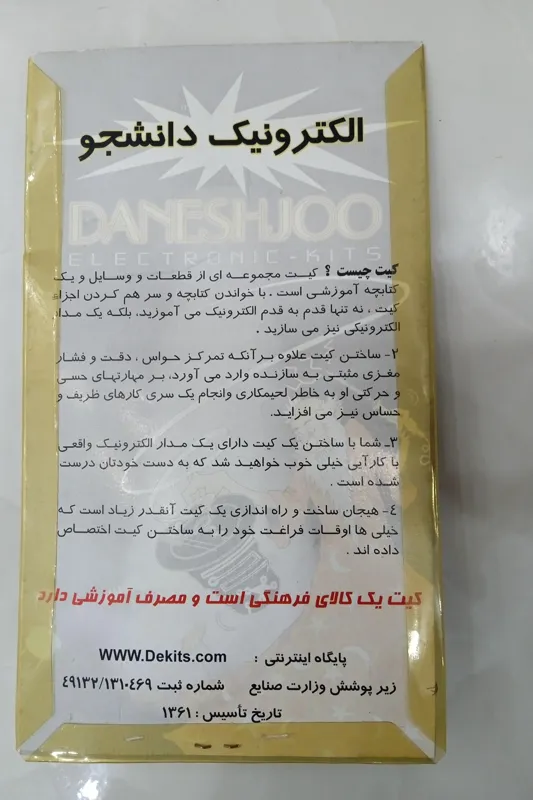 الکترونیک دانشجو
DANESHJOO
ELECTRONIC-KITS
کیت چیست ؟ کیت مجموعه ای از قطعات و وسایل و یک
کتابچه آموزشی است . با خواندن کتابچه و سر هم کردن اجزاء
کیت ، نه تنها قدم به قدم الکترونیک می آموزید. بلکه یک مدار
الکترونیکی نیز می سازید .
۲- ساختن کیت علاوه برآنکه تمرکز حواس ، دقت و فشار
مغزی مثبتی به سازنده وارد می آورد، بر مهارتهای حسی
و حرکتی او به خاطر لحیمکاری وانجام یک سری کارهای ظریف و
حساس نیز می افزاید.
۳ـ شما با ساختن یک کیت دارای یک مدار الکترونیک واقعی
با کارآیی خیلی خوب خواهید شد که به دست خودتان درست
شده است .
۴- هیجان ساخت و راه اندازی یک کیت آنقدر زیاد است که
خیلی ها اوقات فراغت خود را به ساختن کیت اختصاص
داده اند .
کیت یک کالای فرهنگی است و مصرف آموزشی دارد
پایگاه اینترنتی : WWW.Dekits.com
زیر پوشش وزارت صنایع شماره ثبت ۴۹۱۳۲/۱۳۱۰۴۶۹
تاریخ تأسیس : ۱۳۶۱